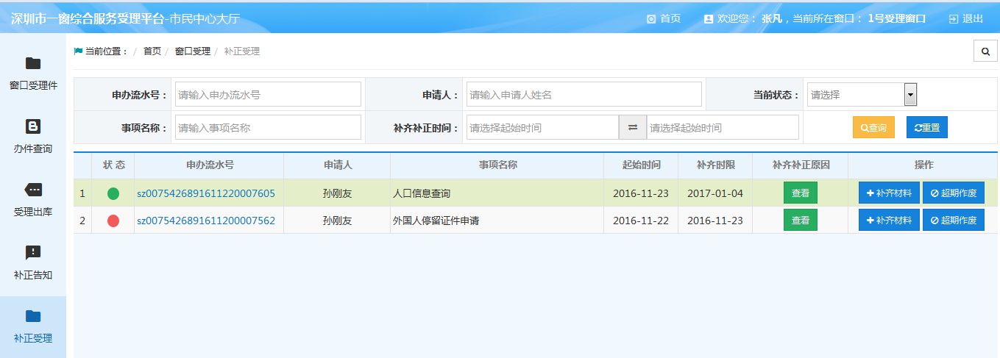 深圳市一窗综合服务受理平台-市民中心大厅
首页 欢迎您： 张凡，当前所在窗口： 1号受理窗口 退出
窗口受理件
办件查询
受理出库
补正告知
补正受理
当前位置： / 首页 / 窗口受理 / 补正受理
申办流水号： 请输入申办流水号 申请人： 请输入申请人姓名 当前状态： 请选择
事项名称： 请输入事项名称 补齐补正时间： 请选择起始时间 请选择起始时间 查询 重置
状 态 申办流水号 申请人 事项名称 起始时间 补齐时限 补齐补正原因 操作
1 sz0075426891611220007605 孙刚友 人口信息查询 2016-11-23 2017-01-04 查看 补齐材料 超期作废
2 sz0075426891611200007562 孙刚友 外国人停留证件申请 2016-11-22 2016-11-23 查看 补齐材料 超期作废